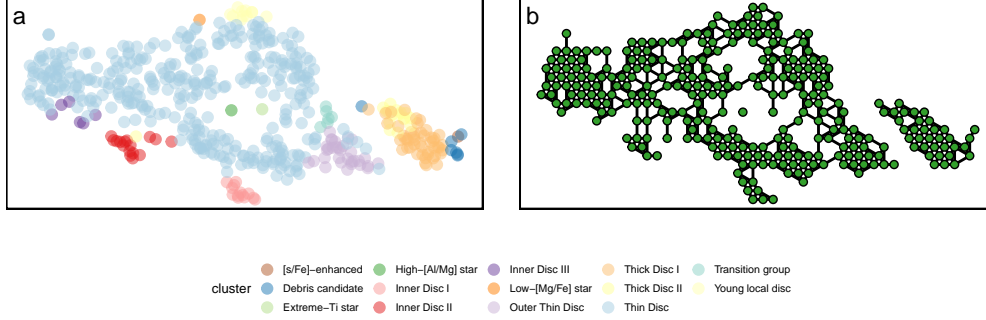 a
b
[s/Fe]−enhanced High−[Al/Mg] star Inner Disc III Thick Disc I Transition group
cluster Debris candidate Inner Disc I Low−[Mg/Fe] star Thick Disc II Young local disc
Extreme−Ti star Inner Disc II Outer Thin Disc Thin Disc